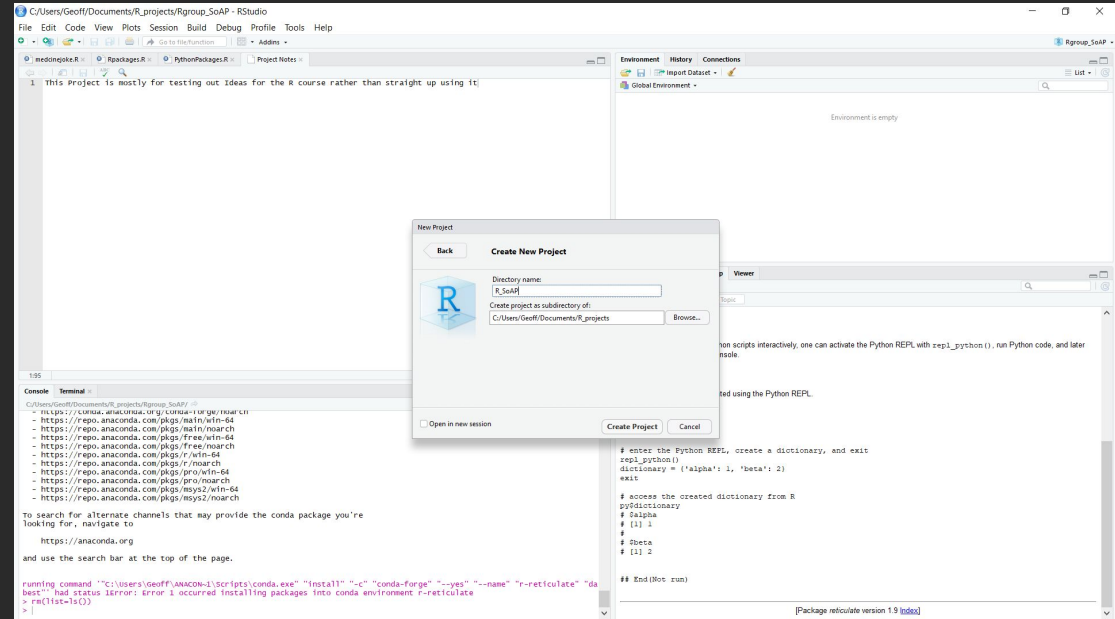 C:/Users/Geoff/Documents/R_projects/Rgroup_SoAP - RStudio
File Edit Code View Plots Session Build Debug Profile Tools Help
Go to file/function Addins Rgroup_SoAP
medcinejoke.R Rpackages.R PythonPackages.R Project Notes
1 This Project is mostly for testing out Ideas for the R course rather than straight up using it
1:95
Environment History Connections
Import Dataset List
Global Environment
Environment is empty
New Project
Back Create New Project
Directory name:
R_SoAP
Create project as subdirectory of:
C:/Users/Geoff/Documents/R_projects Browse...
Open in new session Create Project Cancel
Console Terminal
C:/Users/Geoff/Documents/R_projects/Rgroup_SoAP/
- https://conda.anaconda.org/conda-forge/noarch
- https://repo.anaconda.com/pkgs/main/win-64
- https://repo.anaconda.com/pkgs/main/noarch
- https://repo.anaconda.com/pkgs/free/win-64
- https://repo.anaconda.com/pkgs/free/noarch
- https://repo.anaconda.com/pkgs/r/win-64
- https://repo.anaconda.com/pkgs/r/noarch
- https://repo.anaconda.com/pkgs/pro/win-64
- https://repo.anaconda.com/pkgs/pro/noarch
- https://repo.anaconda.com/pkgs/msys2/win-64
- https://repo.anaconda.com/pkgs/msys2/noarch
To search for alternate channels that may provide the conda package you're
looking for, navigate to
https://anaconda.org
and use the search bar at the top of the page.
running command '"C:\Users\Geoff\ANACON~1\Scripts\conda.exe" "install" "-c" "conda-forge" "--yes" "--name" "r-reticulate" "da
best"' had status 1Error: Error 1 occurred installing packages into conda environment r-reticulate
> rm(list=ls())
>
p Viewer
Topic
hon scripts interactively, one can activate the Python REPL with repl_python(), run Python code, and later
nsole.
ted using the Python REPL.
# enter the Python REPL, create a dictionary, and exit
repl_python()
dictionary = {'alpha': 1, 'beta': 2}
exit
# access the created dictionary from R
py$dictionary
# $alpha
# [1] 1
#
# $beta
# [1] 2
## End(Not run)
[Package reticulate version 1.9 Index]